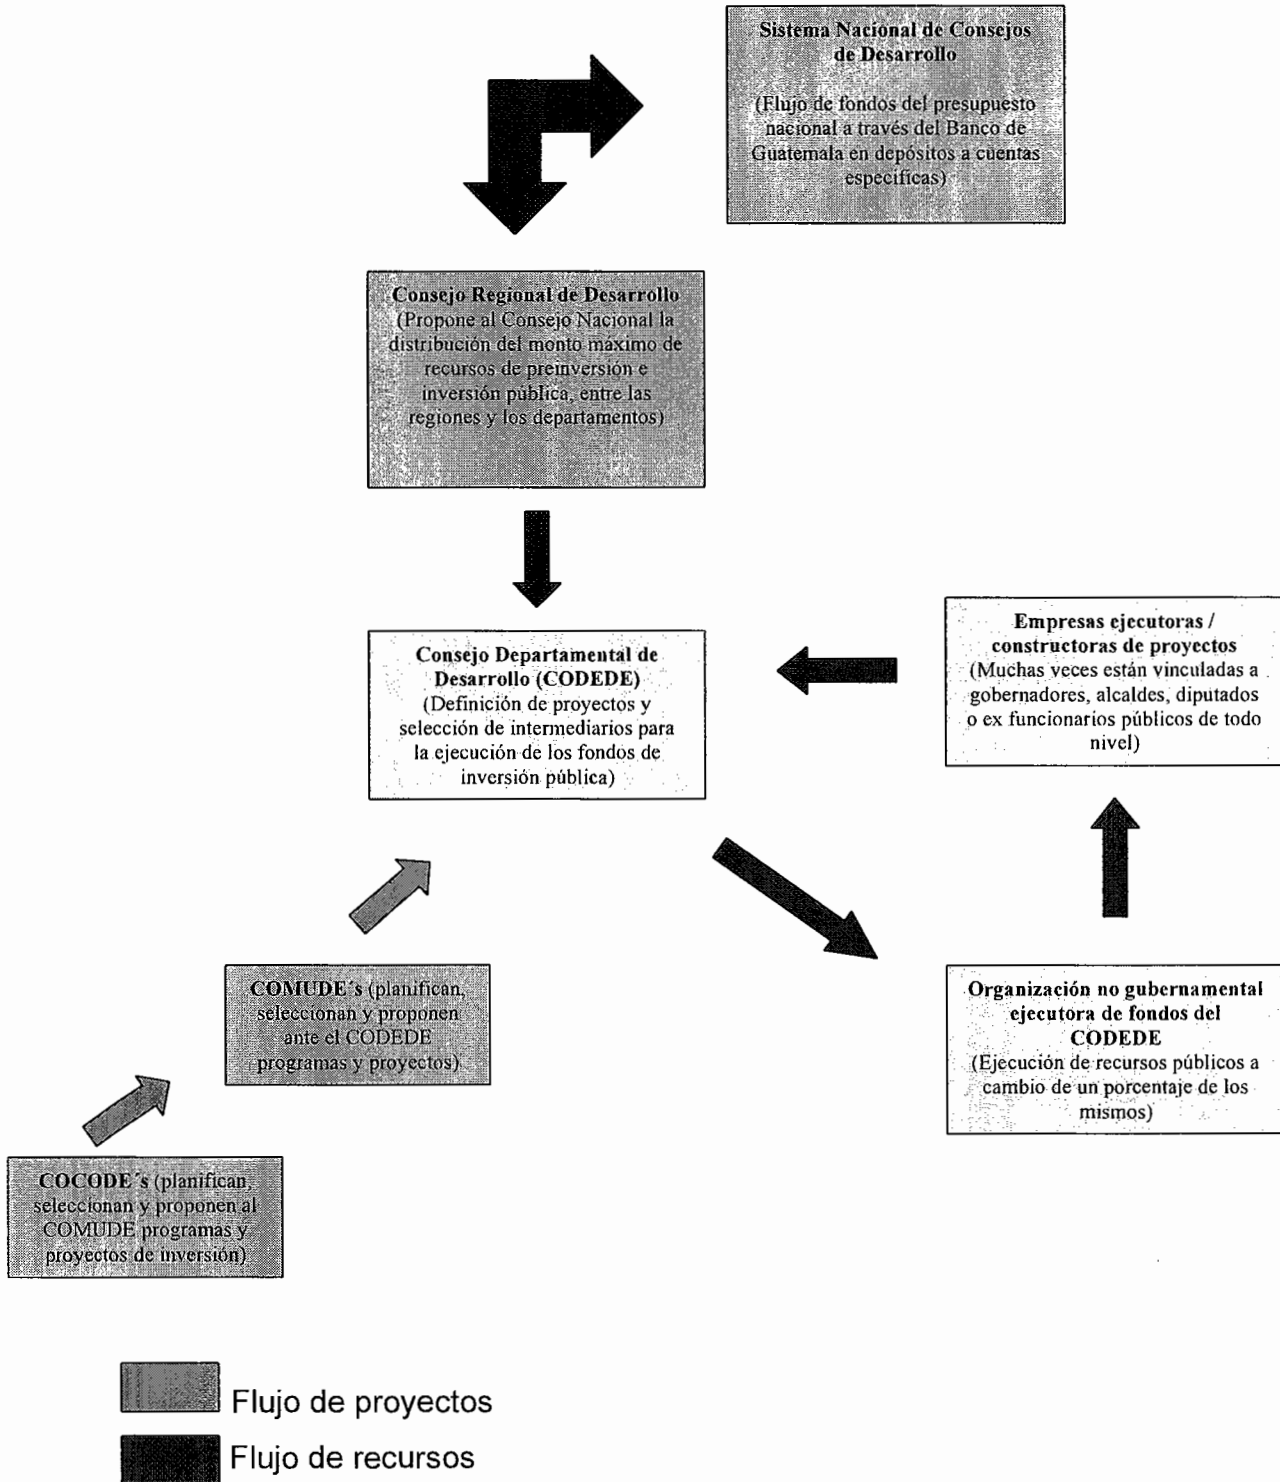 Sistema Nacional de Consejos
de Desarrollo
(Flujo de fondos del presupuesto
nacional a través del Banco de
Guatemala en depósitos a cuentas
específicas)
Consejo Regional de Desarrollo
(Propone al Consejo Nacional la
distribución del monto máximo de
recursos de preinversión e
inversión pública, entre las
regiones y los departamentos)
Consejo Departamental de
Desarrollo (CODEDE)
(Definición de proyectos y
selección de intermediarios para
la ejecución de los fondos de
inversión pública)
Empresas ejecutoras /
constructoras de proyectos
(Muchas veces están vinculadas a
gobernadores, alcaldes, diputados
o ex funcionarios públicos de todo
nivel)
COMUDE´s (planifican,
seleccionan y proponen
ante el CODEDE
programas y proyectos)
Organización no gubernamental
ejecutora de fondos del
CODEDE
(Ejecución de recursos públicos a
cambio de un porcentaje de los
mismos)
COCODE´s (planifican,
seleccionan y proponen al
COMUDE programas y
proyectos de inversión)
Flujo de proyectos
Flujo de recursos